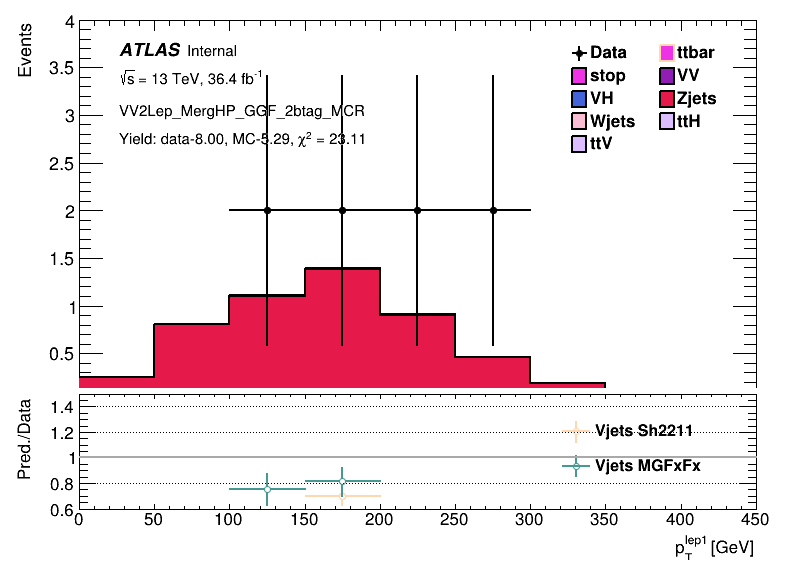 Events
4
3.5
3
2.5
2
1.5
1
0.5
ATLAS Internal
√s = 13 TeV, 36.4 fb⁻¹
VV2Lep_MergHP_GGF_2btag_MCR
Yield: data-8.00, MC-5.29, χ² = 23.11
Data ttbar
stop VV
VH Zjets
Wjets ttH
ttV
Pred./Data
1.4
1.2
1
0.8
0.6
Vjets Sh2211
Vjets MGFxFx
0 50 100 150 200 250 300 350 400 450
p_T^lep1 [GeV]